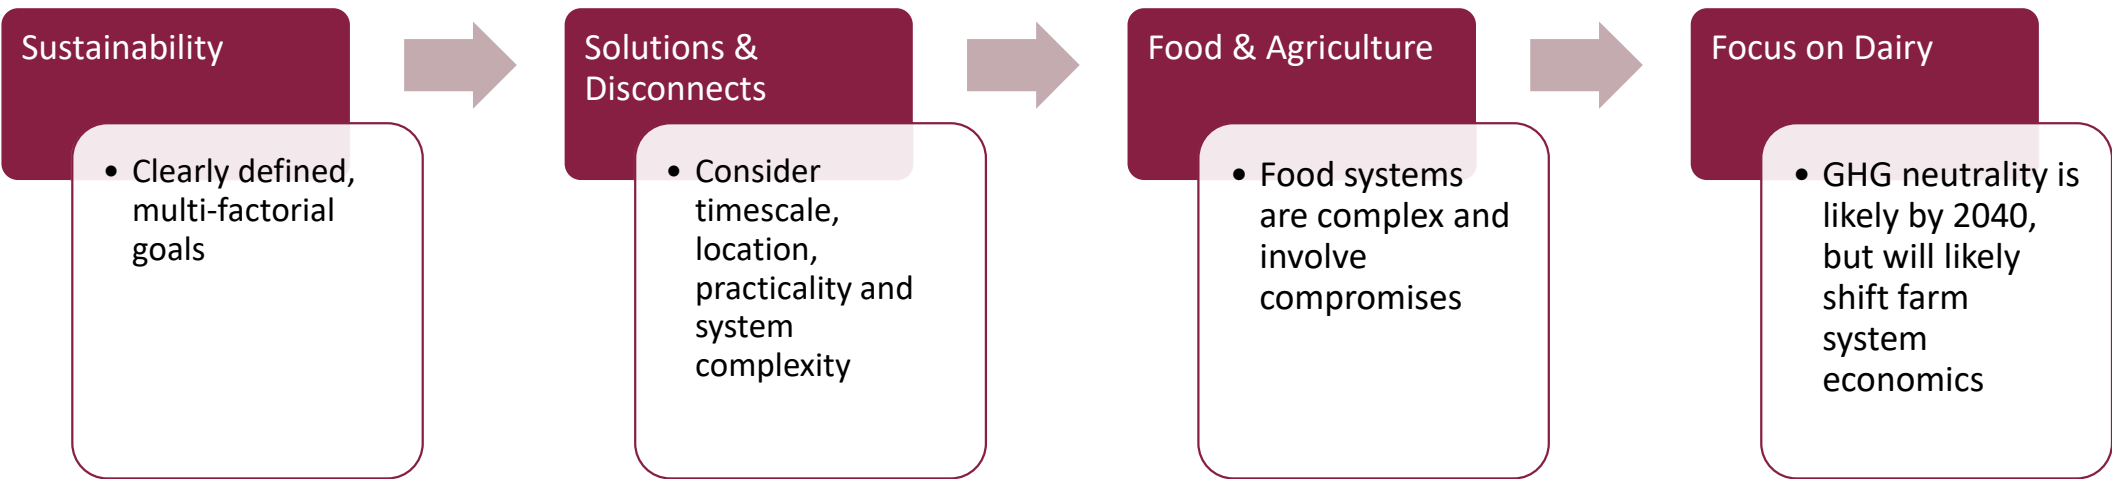 Sustainability
• Clearly defined,
multi-factorial
goals
Solutions &
Disconnects
• Consider
timescale,
location,
practicality and
system
complexity
Food & Agriculture
• Food systems
are complex and
involve
compromises
Focus on Dairy
• GHG neutrality is
likely by 2040,
but will likely
shift farm
system
economics